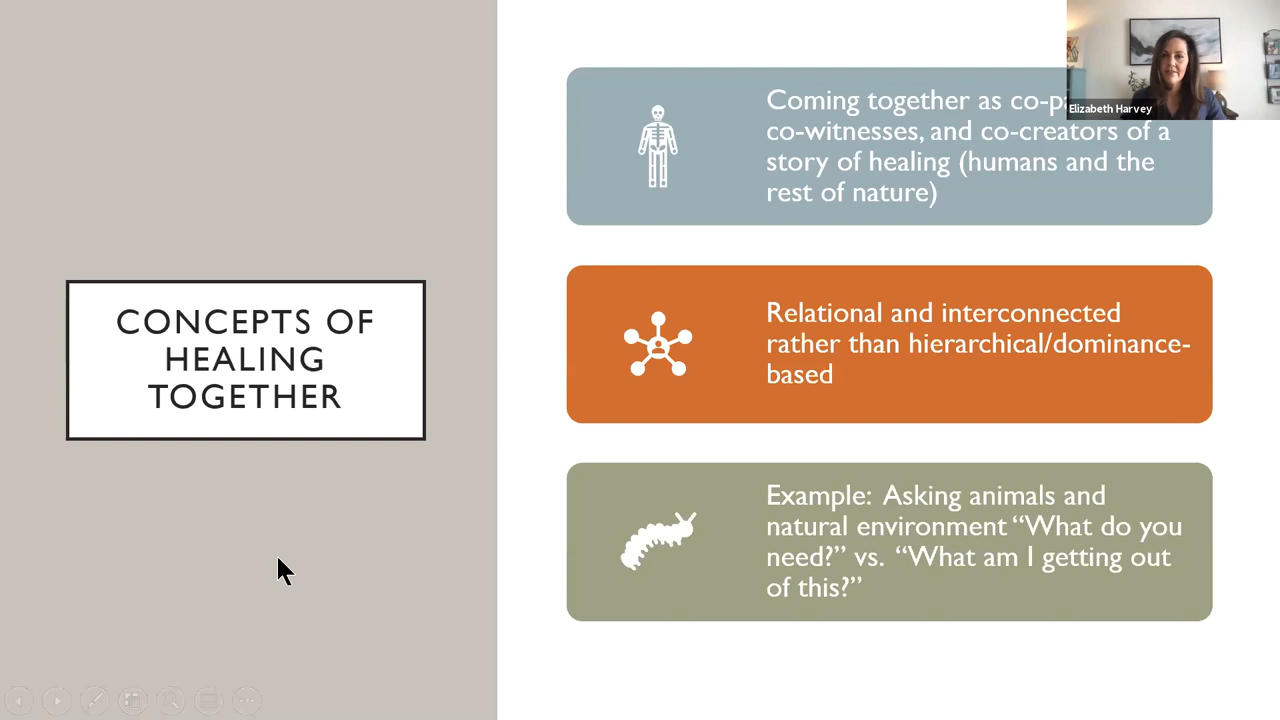 CONCEPTS OF
HEALING
TOGETHER
Coming together as
co-witnesses, and co-creators of a
story of healing (humans and the
rest of nature)
Relational and interconnected
rather than hierarchical/dominance-
based
Example:  Asking animals and
natural environment “What do you
need?” vs.  “What am I getting out
of this?”
Elizabeth Harvey